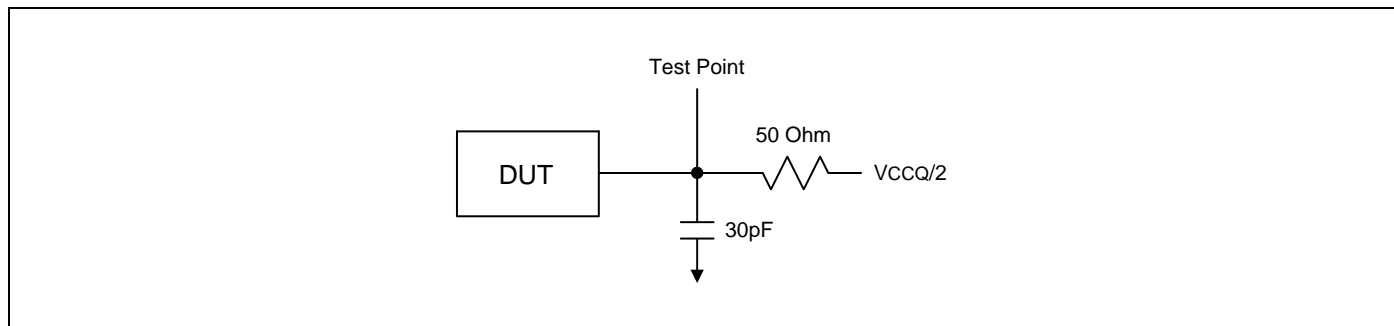 Test Point
50 Ohm
DUT
VCCQ/2
30pF